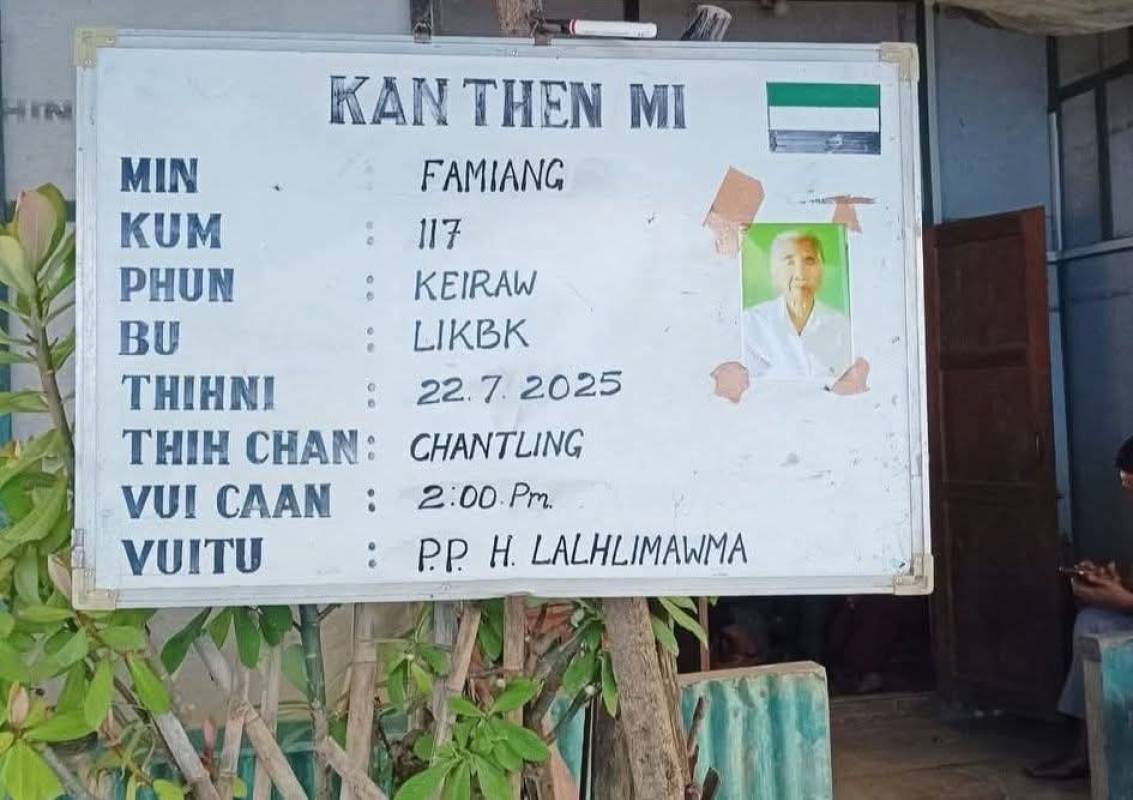 KAN THEN MI
MIN FAMIANG
KUM : 117
PHUN : KEIRAW
BU : LIKBK
THIHNI : 22.7.2025
THIH CHAN : CHANTLING
VUI CAAN : 2:00 Pm.
VUITU : P.P. H. LALHLIMAWMA